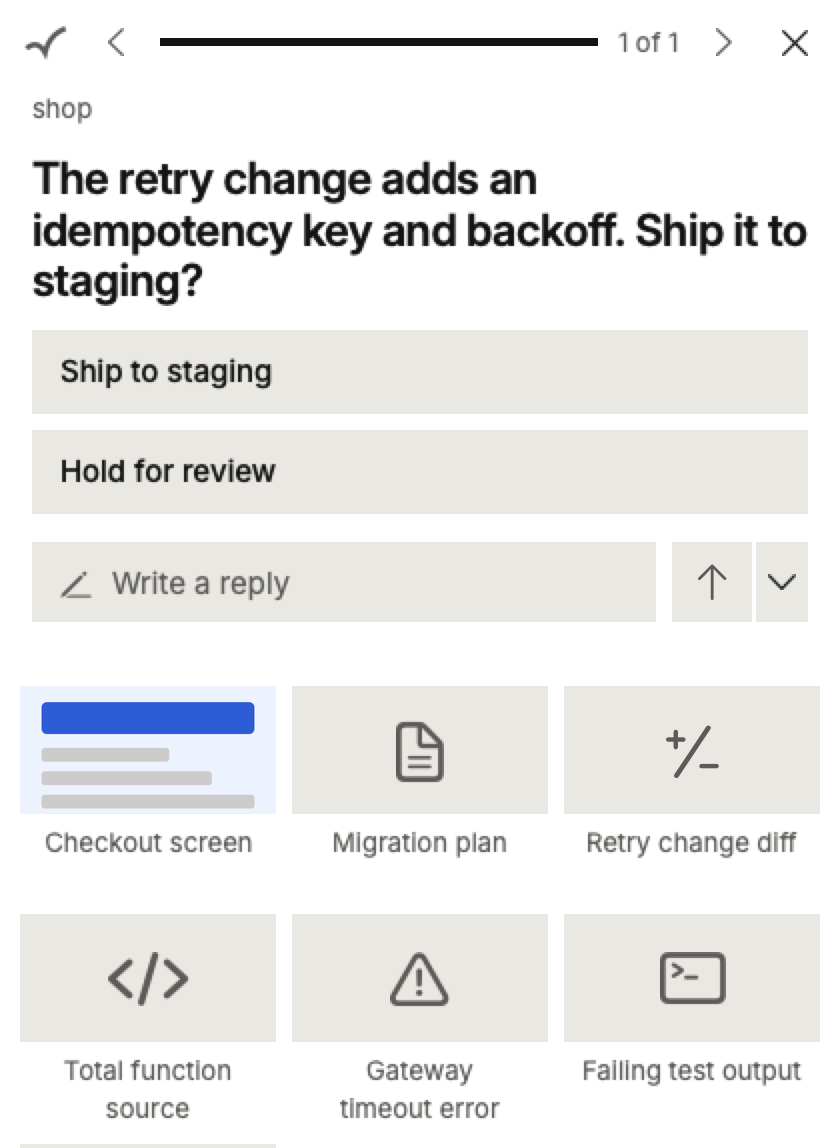 1 of 1
shop
The retry change adds an
idempotency key and backoff. Ship it to
staging?
Ship to staging
Hold for review
Write a reply
Checkout screen
Migration plan
Retry change diff
Total function
source
Gateway
timeout error
Failing test output